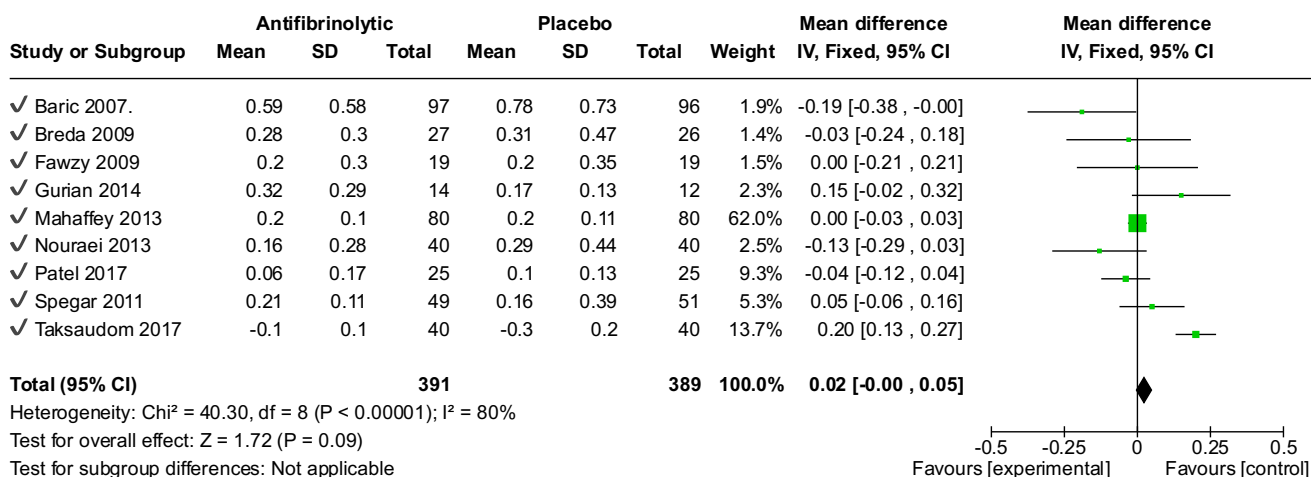 Antifibrinolytic Placebo Mean difference Mean difference
Study or Subgroup Mean SD Total Mean SD Total Weight IV, Fixed, 95% CI IV, Fixed, 95% CI
✓ Baric 2007. 0.59 0.58 97 0.78 0.73 96 1.9% -0.19 [-0.38 , -0.00]
✓ Breda 2009 0.28 0.3 27 0.31 0.47 26 1.4% -0.03 [-0.24 , 0.18]
✓ Fawzy 2009 0.2 0.3 19 0.2 0.35 19 1.5% 0.00 [-0.21 , 0.21]
✓ Gurian 2014 0.32 0.29 14 0.17 0.13 12 2.3% 0.15 [-0.02 , 0.32]
✓ Mahaffey 2013 0.2 0.1 80 0.2 0.11 80 62.0% 0.00 [-0.03 , 0.03]
✓ Nouraei 2013 0.16 0.28 40 0.29 0.44 40 2.5% -0.13 [-0.29 , 0.03]
✓ Patel 2017 0.06 0.17 25 0.1 0.13 25 9.3% -0.04 [-0.12 , 0.04]
✓ Spegar 2011 0.21 0.11 49 0.16 0.39 51 5.3% 0.05 [-0.06 , 0.16]
✓ Taksaudom 2017 -0.1 0.1 40 -0.3 0.2 40 13.7% 0.20 [0.13 , 0.27]
Total (95% CI) 391 389 100.0% 0.02 [-0.00 , 0.05]
Heterogeneity: Chi² = 40.30, df = 8 (P < 0.00001); I² = 80%
Test for overall effect: Z = 1.72 (P = 0.09)
Test for subgroup differences: Not applicable
-0.5 -0.25 0 0.25 0.5
Favours [experimental] Favours [control]